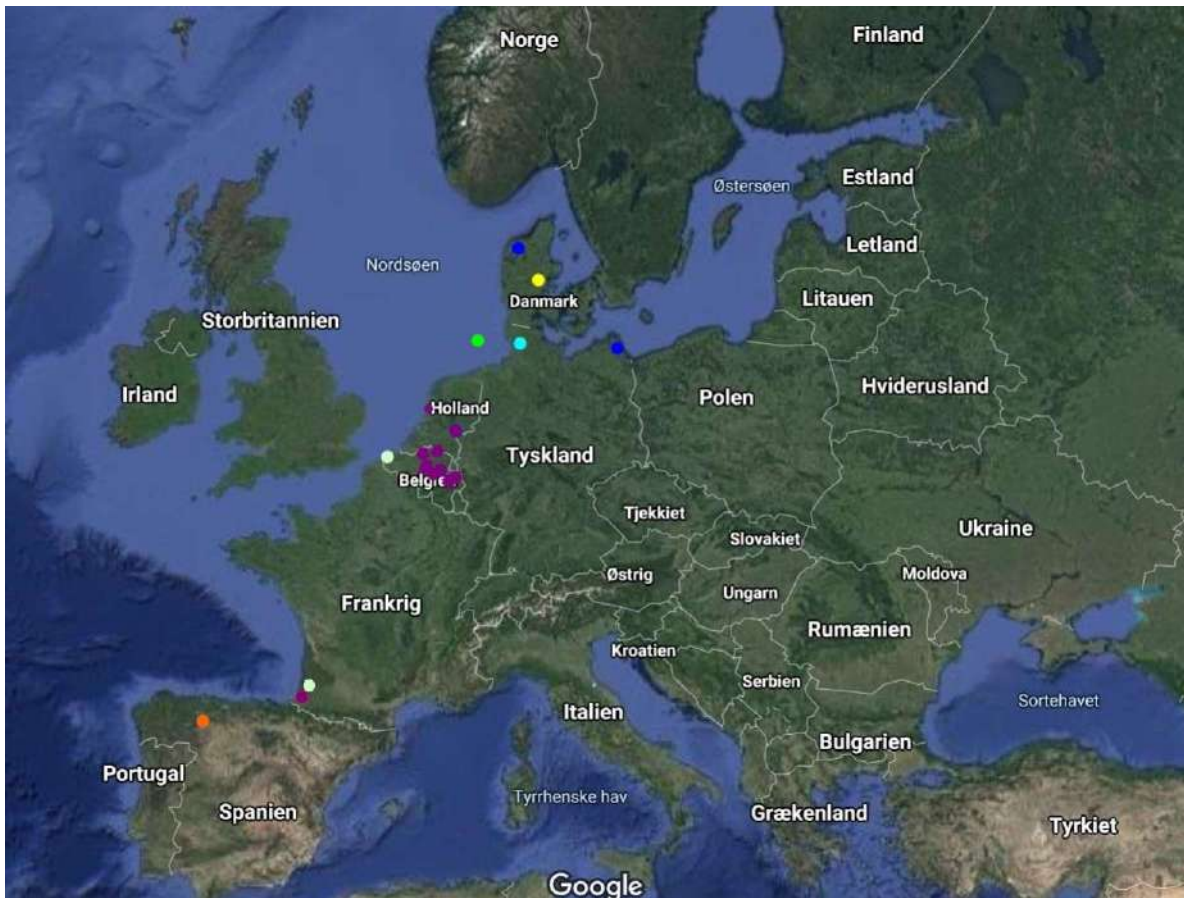 Norge
Finland
Østersøen
Estland
Letland
Nordsøen
Danmark
Litauen
Storbritannien
Irland
Holland
Polen
Hviderusland
Tyskland
Belgien
Tjekkiet
Slovakiet
Ukraine
Østrig
Ungarn
Moldova
Frankrig
Rumænien
Kroatien
Serbien
Italien
Sortehavet
Bulgarien
Portugal
Spanien
Tyrrhenske hav
Grækenland
Tyrkiet
Google